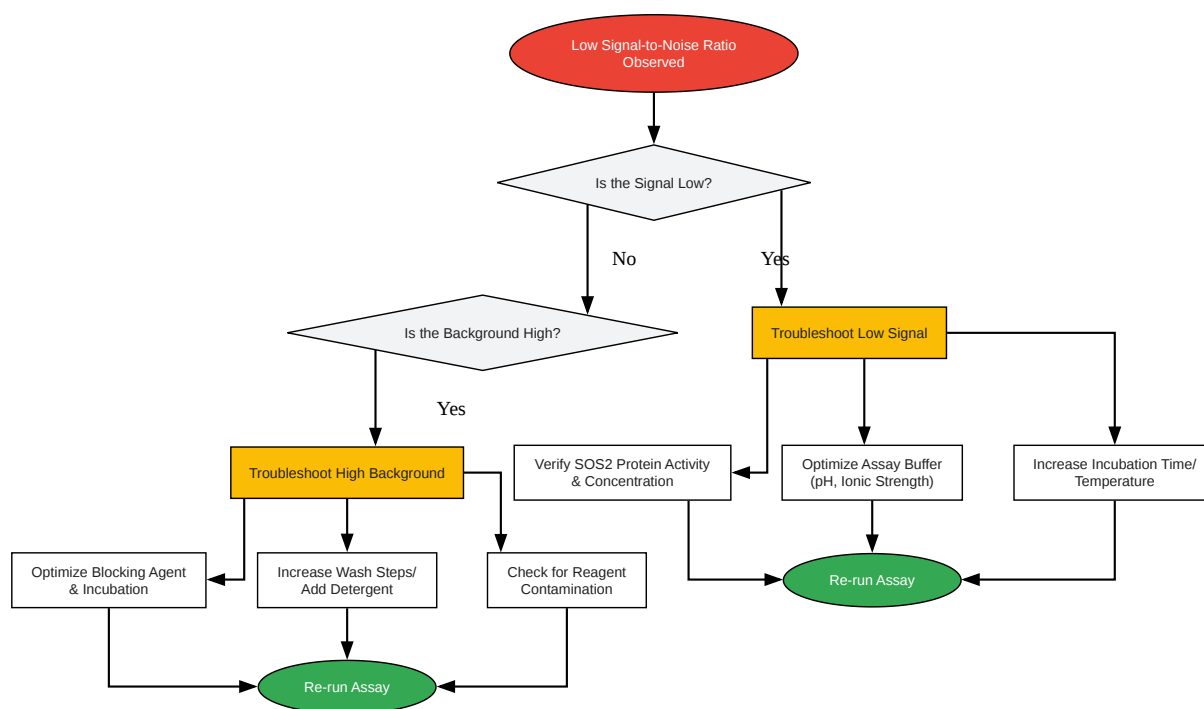 Low Signal-to-Noise Ratio
Observed
Is the Signal Low?
No
Yes
Is the Background High?
Troubleshoot Low Signal
Yes
Troubleshoot High Background
Verify SOS2 Protein Activity
& Concentration
Optimize Assay Buffer
(pH, Ionic Strength)
Increase Incubation Time/
Temperature
Optimize Blocking Agent
& Incubation
Increase Wash Steps/
Add Detergent
Check for Reagent
Contamination
Re-run Assay
Re-run Assay